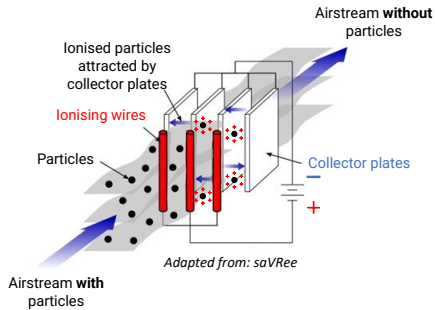 Airstream without
particles
Ionised particles
attracted by
collector plates
Ionising wires
Particles
Collector plates
−
+
Adapted from: saVRee
Airstream with
particles